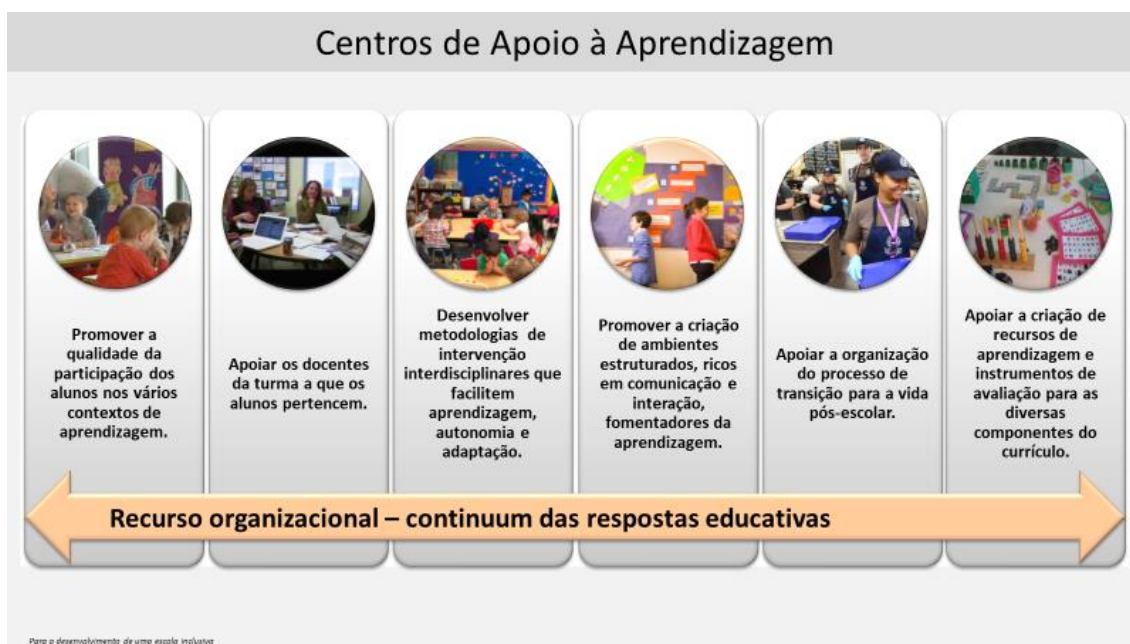 Centros de Apoio à Aprendizagem
Promover a
qualidade da
participação dos
alunos nos vários
contextos de
aprendizagem.
Apoiar os docentes
da turma a que os
alunos pertencem.
Desenvolver
metodologias de
intervenção
interdisciplinares que
facilitem
aprendizagem,
autonomia e
adaptação.
Promover a criação
de ambientes
estruturados, ricos
em comunicação e
interação,
fomentadores da
aprendizagem.
Apoiar a organização
do processo de
transição para a vida
pós-escolar.
Apoiar a criação de
recursos de
aprendizagem e
instrumentos de
avaliação para as
diversas
componentes do
currículo.
Recurso organizacional – continuum das respostas educativas
Para o desenvolvimento de uma escola inclusiva